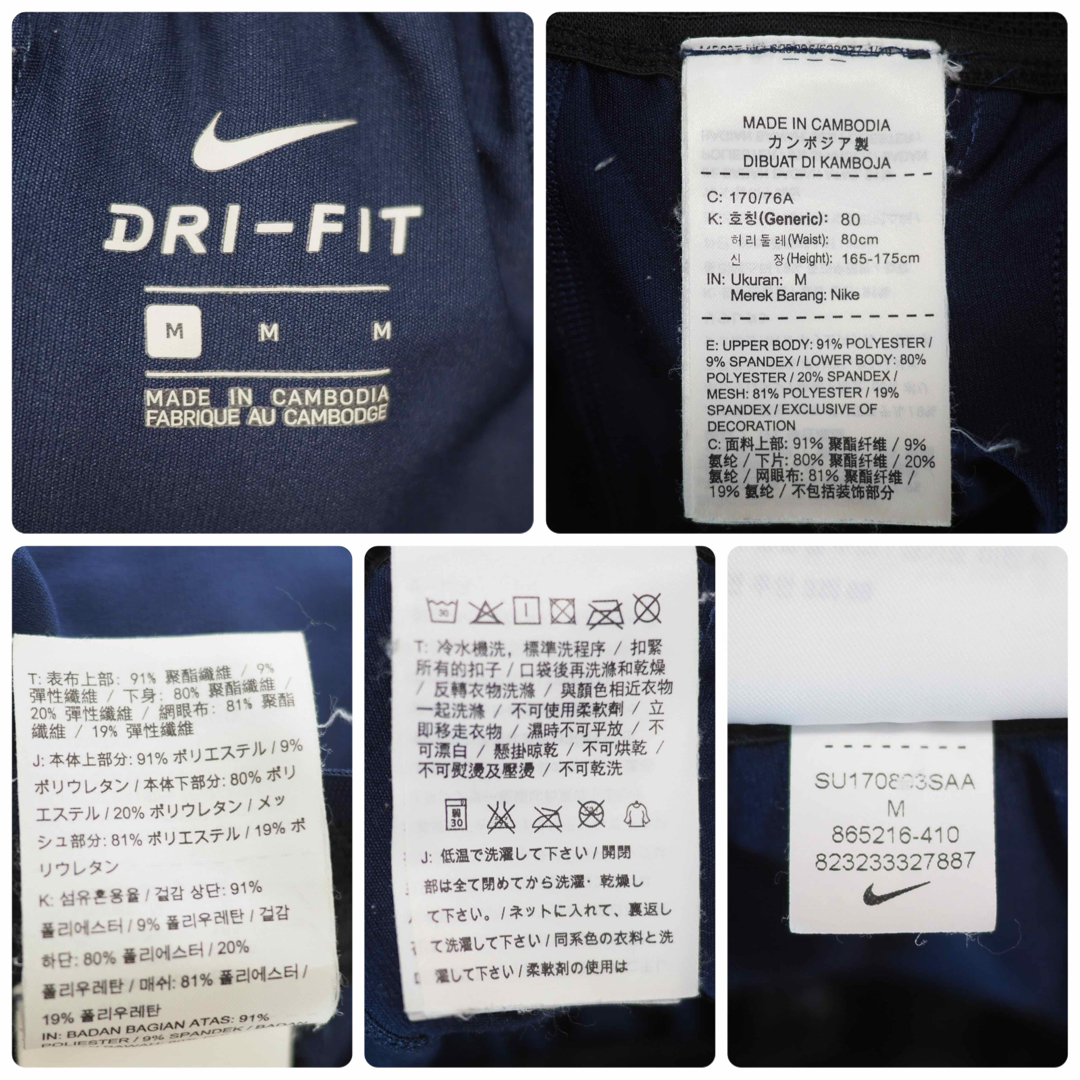 DRI-FIT
M M M
MADE IN CAMBODIA
FABRIQUE AU CAMBODGE
MADE IN CAMBODIA
カンボジア製
DIBUAT DI KAMBOJA
C: 170/76A
K: 호칭(Generic): 80
허리둘레(Waist): 80cm
신 장(Height): 165-175cm
IN: Ukuran: M
Merek Barang: Nike
E: UPPER BODY: 91% POLYESTER /
9% SPANDEX / LOWER BODY: 80%
POLYESTER / 20% SPANDEX /
MESH: 81% POLYESTER / 19%
SPANDEX / EXCLUSIVE OF
DECORATION
C: 面料上部: 91% 聚酯纤维 / 9%
氨纶 / 下片: 80% 聚酯纤维 / 20%
氨纶 / 网眼布: 81% 聚酯纤维 /
19% 氨纶 / 不包括装饰部分
T: 表布上部: 91% 聚酯纖維 / 9%
彈性纖維 / 下身: 80% 聚酯纖維 /
20% 彈性纖維 / 網眼布: 81% 聚酯
纖維 / 19% 彈性纖維
J: 本体上部分: 91% ポリエステル / 9%
ポリウレタン / 本体下部分: 80% ポリ
エステル / 20% ポリウレタン / メッ
シュ部分: 81% ポリエステル / 19% ポ
リウレタン
K: 섬유혼용율 / 겉감 상단: 91%
폴리에스터 / 9% 폴리우레탄 / 겉감
하단: 80% 폴리에스터 / 20%
폴리우레탄 / 매쉬: 81% 폴리에스터 /
19% 폴리우레탄
IN: BADAN BAGIAN ATAS: 91%
POLIESTER / 9% SPANDEK / BADAN
30
T: 冷水機洗, 標準洗程序 / 扣緊
所有的扣子 / 口袋後再洗滌和乾燥
/ 反轉衣物洗滌 / 與顏色相近衣物
一起洗滌 / 不可使用柔軟劑 / 立
即移走衣物 / 濕時不可平放 / 不
可漂白 / 懸掛晾乾 / 不可烘乾 /
不可熨燙及壓燙 / 不可乾洗
弱
30
J: 低温で洗濯して下さい / 開閉
部は全て閉めてから洗濯・乾燥し
て下さい。/ ネットに入れて、裏返し
て洗濯して下さい / 同系色の衣料と洗
濯して下さい / 柔軟剤の使用は
M
865216-410
823233327887